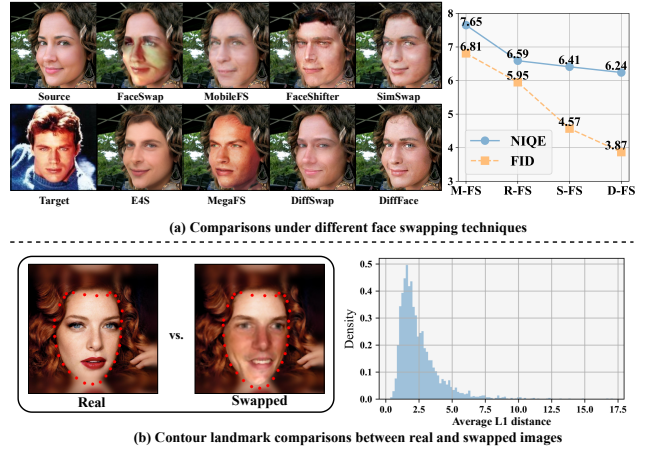 Source FaceSwap MobileFS FaceShifter SimSwap
Target E4S MegaFS DiffSwap DiffFace
8
7
6
5
4
3
7.65
6.59
6.41
6.24
6.81
5.95
4.57
3.87
NIQE
FID
M-FS R-FS S-FS D-FS
(a) Comparisons under different face swapping techniques
Real
vs.
Swapped
Density
0.5
0.4
0.3
0.2
0.1
0.0
0.0 2.5 5.0 7.5 10.0 12.5 15.0 17.5
Average L1 distance
(b) Contour landmark comparisons between real and swapped images